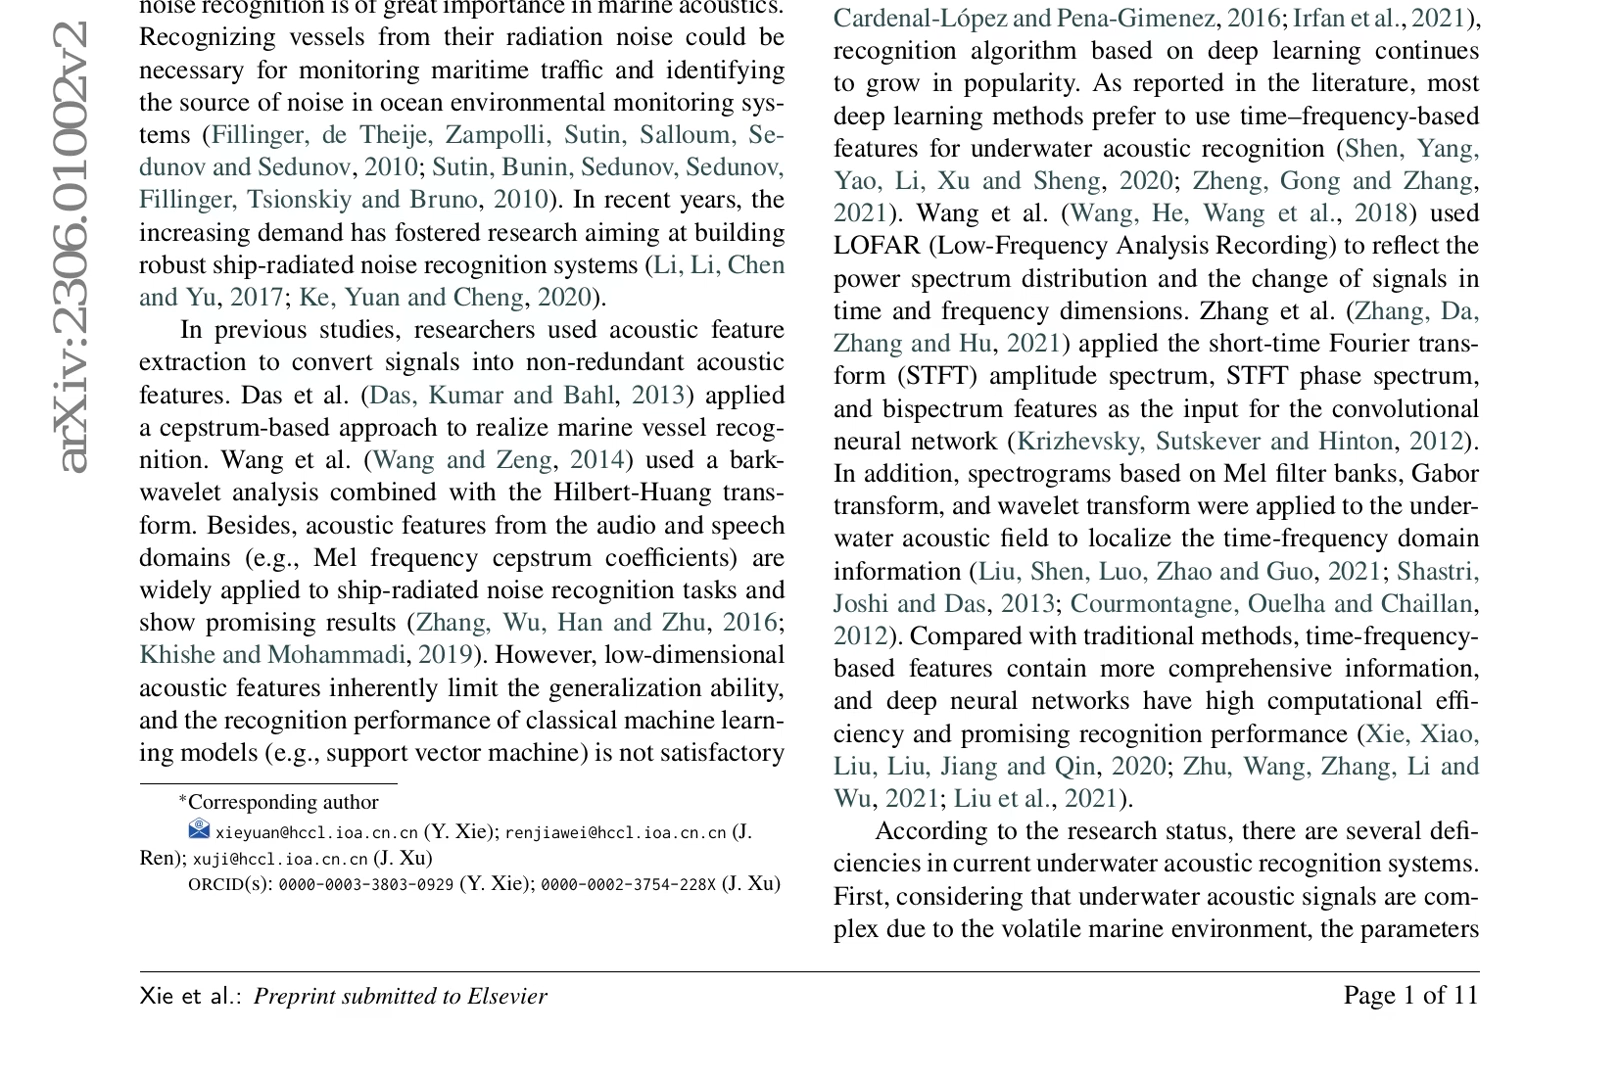 arXiv:2306.01002v2
noise recognition is of great importance in marine acoustics.
Recognizing vessels from their radiation noise could be
necessary for monitoring maritime traffic and identifying
the source of noise in ocean environmental monitoring sys-
tems (Fillinger, de Theije, Zampolli, Sutin, Salloum, Se-
dunov and Sedunov, 2010; Sutin, Bunin, Sedunov, Sedunov,
Fillinger, Tsionskiy and Bruno, 2010). In recent years, the
increasing demand has fostered research aiming at building
robust ship-radiated noise recognition systems (Li, Li, Chen
and Yu, 2017; Ke, Yuan and Cheng, 2020).
In previous studies, researchers used acoustic feature
extraction to convert signals into non-redundant acoustic
features. Das et al. (Das, Kumar and Bahl, 2013) applied
a cepstrum-based approach to realize marine vessel recog-
nition. Wang et al. (Wang and Zeng, 2014) used a bark-
wavelet analysis combined with the Hilbert-Huang trans-
form. Besides, acoustic features from the audio and speech
domains (e.g., Mel frequency cepstrum coefficients) are
widely applied to ship-radiated noise recognition tasks and
show promising results (Zhang, Wu, Han and Zhu, 2016;
Khishe and Mohammadi, 2019). However, low-dimensional
acoustic features inherently limit the generalization ability,
and the recognition performance of classical machine learn-
ing models (e.g., support vector machine) is not satisfactory
*Corresponding author
xieyuan@hccl.ioa.cn.cn (Y. Xie); renjiawei@hccl.ioa.cn.cn (J.
Ren); xuji@hccl.ioa.cn.cn (J. Xu)
ORCID(s): 0000-0003-3803-0929 (Y. Xie); 0000-0002-3754-228X (J. Xu)
Cardenal-López and Pena-Gimenez, 2016; Irfan et al., 2021),
recognition algorithm based on deep learning continues
to grow in popularity. As reported in the literature, most
deep learning methods prefer to use time–frequency-based
features for underwater acoustic recognition (Shen, Yang,
Yao, Li, Xu and Sheng, 2020; Zheng, Gong and Zhang,
2021). Wang et al. (Wang, He, Wang et al., 2018) used
LOFAR (Low-Frequency Analysis Recording) to reflect the
power spectrum distribution and the change of signals in
time and frequency dimensions. Zhang et al. (Zhang, Da,
Zhang and Hu, 2021) applied the short-time Fourier trans-
form (STFT) amplitude spectrum, STFT phase spectrum,
and bispectrum features as the input for the convolutional
neural network (Krizhevsky, Sutskever and Hinton, 2012).
In addition, spectrograms based on Mel filter banks, Gabor
transform, and wavelet transform were applied to the under-
water acoustic field to localize the time-frequency domain
information (Liu, Shen, Luo, Zhao and Guo, 2021; Shastri,
Joshi and Das, 2013; Courmontagne, Ouelha and Chaillan,
2012). Compared with traditional methods, time-frequency-
based features contain more comprehensive information,
and deep neural networks have high computational effi-
ciency and promising recognition performance (Xie, Xiao,
Liu, Liu, Jiang and Qin, 2020; Zhu, Wang, Zhang, Li and
Wu, 2021; Liu et al., 2021).
According to the research status, there are several defi-
ciencies in current underwater acoustic recognition systems.
First, considering that underwater acoustic signals are com-
plex due to the volatile marine environment, the parameters
Xie et al.: Preprint submitted to Elsevier
Page 1 of 11